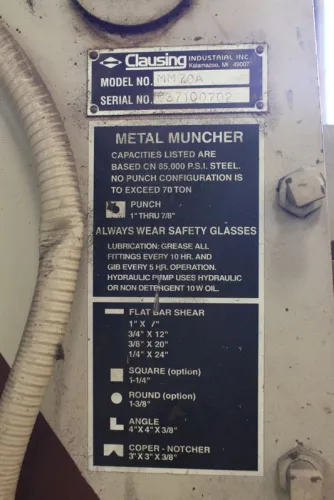 Clausing INDUSTRIAL, INC.
Kalamazoo, MI 49007
MODEL NO. MM70A
SERIAL NO.
METAL MUNCHER
CAPACITIES LISTED ARE
BASED ON 85,000 P.S.I. STEEL.
NO PUNCH CONFIGURATION IS
TO EXCEED 70 TON
PUNCH
1" THRU 7/8"
ALWAYS WEAR SAFETY GLASSES
LUBRICATION: GREASE ALL
FITTINGS EVERY 10 HR. AND
GIB EVERY 5 HR. OPERATION.
HYDRAULIC PUMP USES HYDRAULIC
OR NON DETERGENT 10 W OIL.
FLAT BAR SHEAR
1" X 7"
3/4" X 12"
3/8" X 20"
1/4" X 24"
SQUARE (option)
1-1/4"
ROUND (option)
1-3/8"
ANGLE
4"X 4"X 3/8"
COPER - NOTCHER
3"X 3"X 3/8"